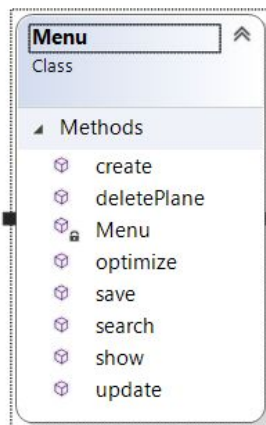 Menu
Class
Methods
create
deletePlane
Menu
optimize
save
search
show
update